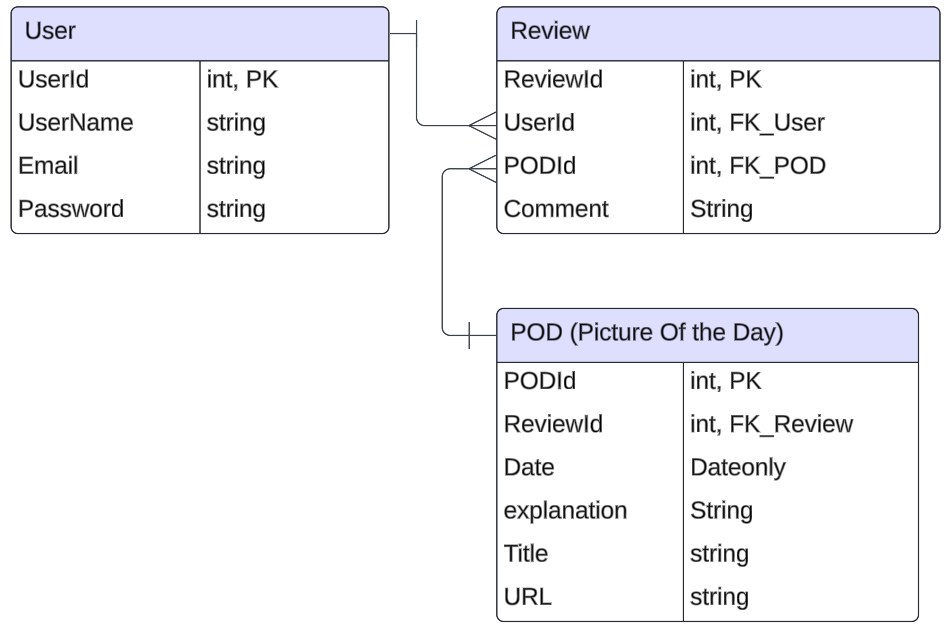 User
UserId int, PK
UserName string
Email string
Password string
Review
ReviewId int, PK
UserId int, FK_User
PODId int, FK_POD
Comment String
POD (Picture Of the Day)
PODId int, PK
ReviewId int, FK_Review
Date Dateonly
explanation String
Title string
URL string